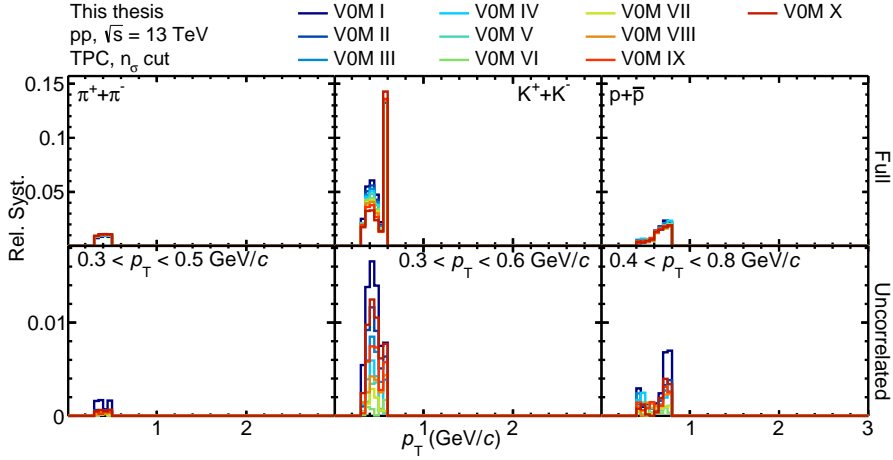 This thesis
pp, √s = 13 TeV
TPC, nσ cut
V0M I
V0M II
V0M III
V0M IV
V0M V
V0M VI
V0M VII
V0M VIII
V0M IX
V0M X
Rel. Syst.
0.15
0.1
0.05
π⁺+π⁻
K⁺+K⁻
p+p̅
Full
0.01
0
0.3 < pT < 0.5 GeV/c
0.3 < pT < 0.6 GeV/c
0.4 < pT < 0.8 GeV/c
Uncorrelated
1 2 1 2 1 2 3
pT (GeV/c)